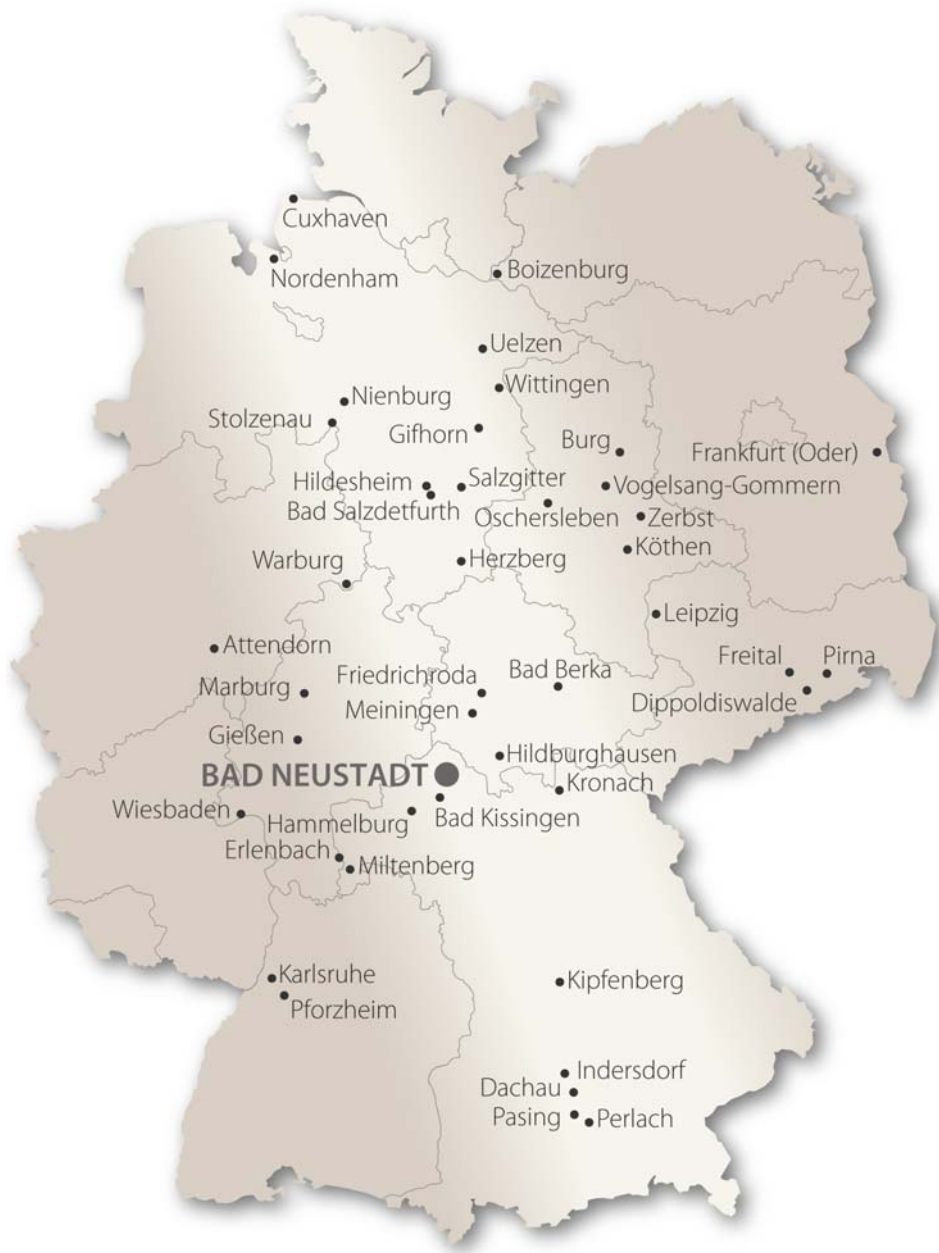 Cuxhaven
Nordenham
Boizenburg
Uelzen
Wittingen
Nienburg
Stolzenau
Gifhorn
Burg
Frankfurt (Oder)
Hildesheim
Salzgitter
Vogelsang-Gommern
Bad Salzdetfurth
Oschersleben
Zerbst
Köthen
Warburg
Herzberg
Leipzig
Attendorn
Freital
Pirna
Friedrichroda
Bad Berka
Marburg
Dippoldiswalde
Meiningen
Gießen
Hildburghausen
BAD NEUSTADT
Kronach
Wiesbaden
Hammelburg
Bad Kissingen
Erlenbach
Miltenberg
Karlsruhe
Kipfenberg
Pforzheim
Indersdorf
Dachau
Pasing
Perlach